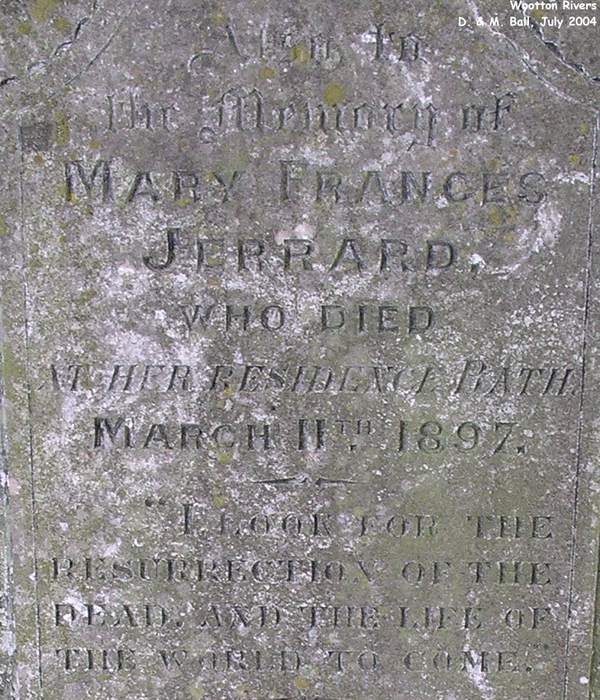 Wootton Rivers
D. & M. Ball, July 2004
Also in
the Memory of
MARY FRANCES
JERRARD,
WHO DIED
AT HER RESIDENCE BATH.
MARCH 11TH. 1897.
"I LOOK FOR THE
RESURRECTION OF THE
DEAD, AND THE LIFE OF
THE WORLD TO COME."